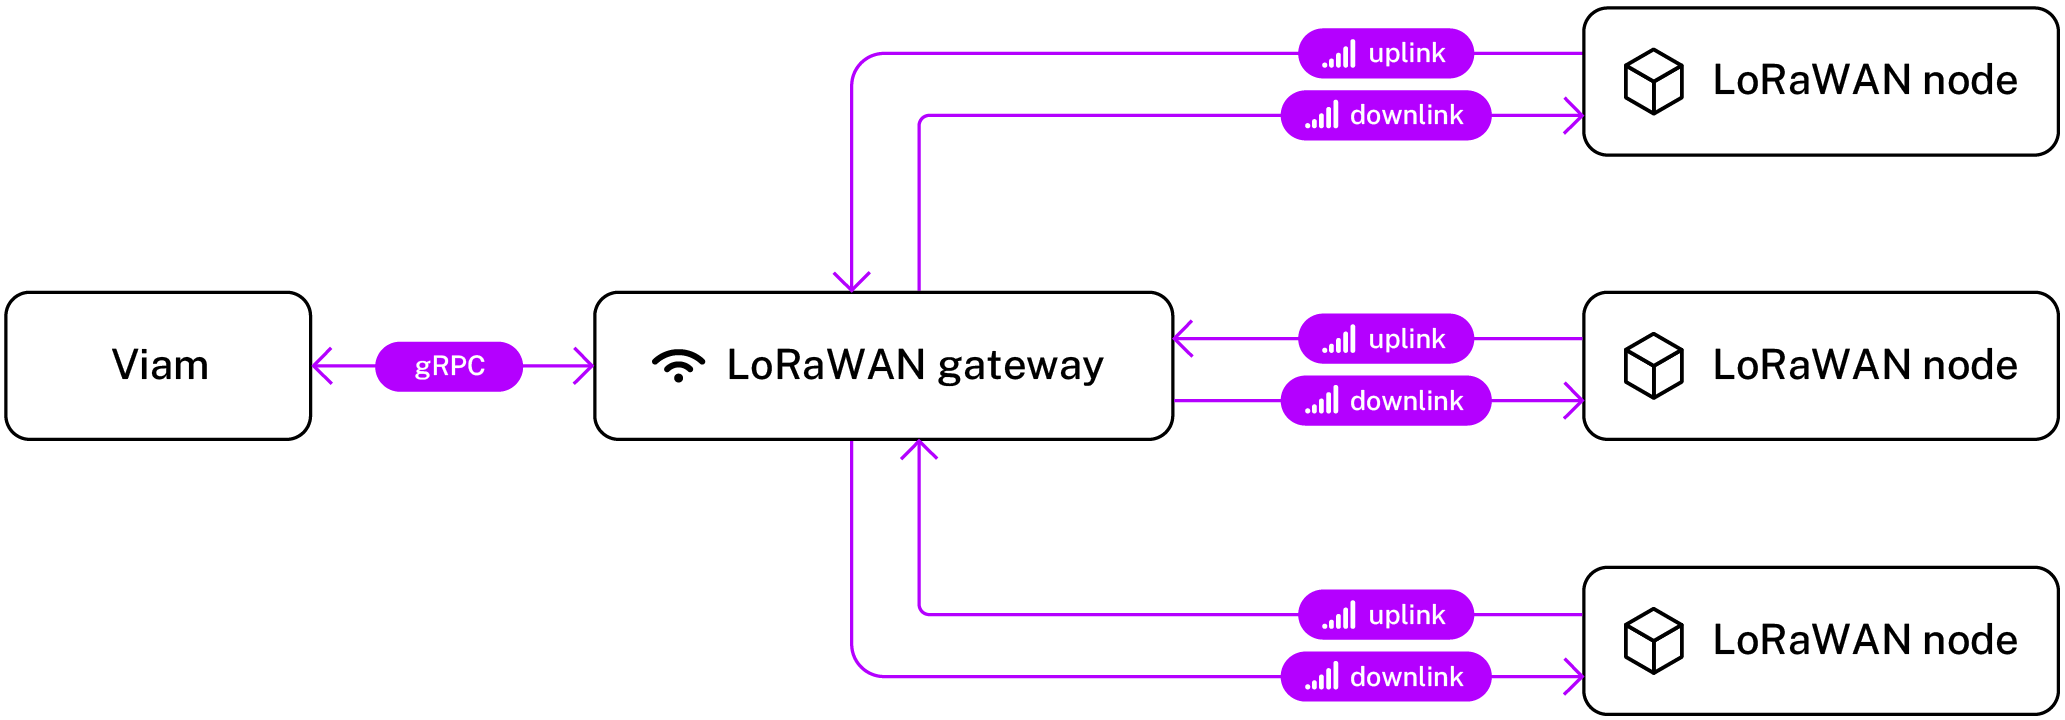 uplink
LoRaWAN node
downlink
Viam
gRPC
LoRaWAN gateway
uplink
LoRaWAN node
downlink
uplink
LoRaWAN node
downlink